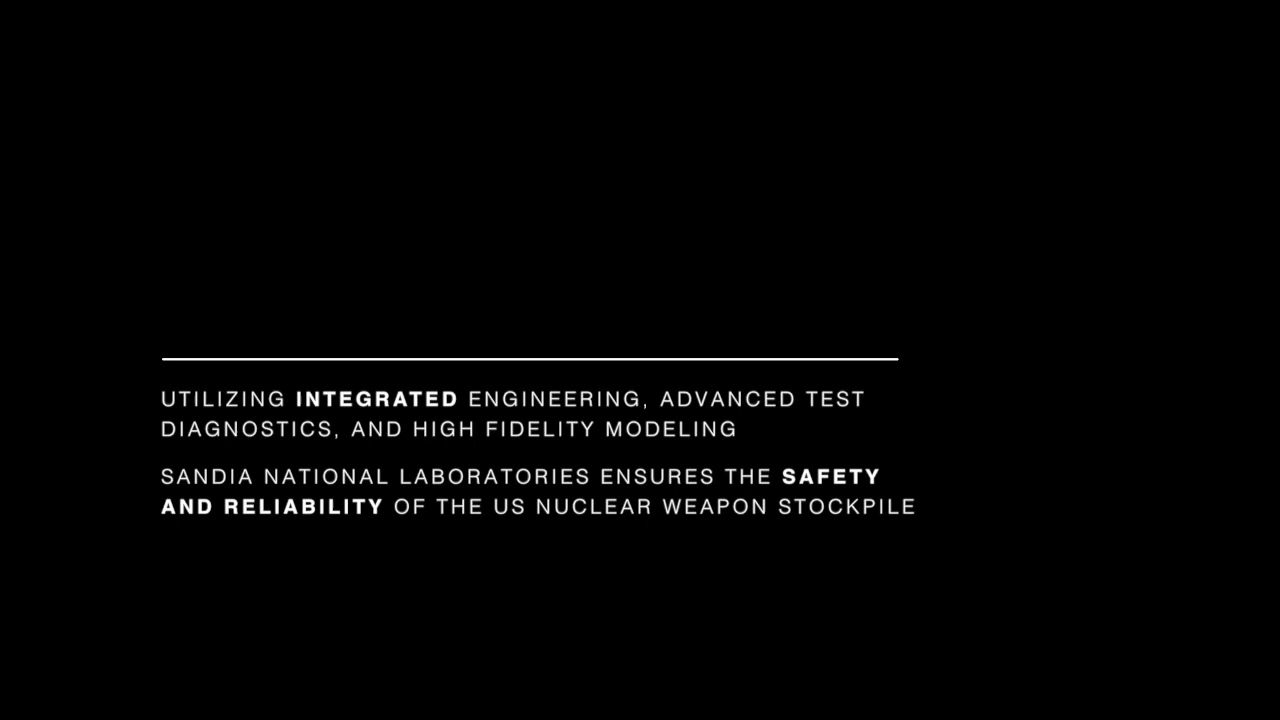 UTILIZING INTEGRATED ENGINEERING, ADVANCED TEST
DIAGNOSTICS, AND HIGH FIDELITY MODELING
SANDIA NATIONAL LABORATORIES ENSURES THE SAFETY
AND RELIABILITY OF THE US NUCLEAR WEAPON STOCKPILE